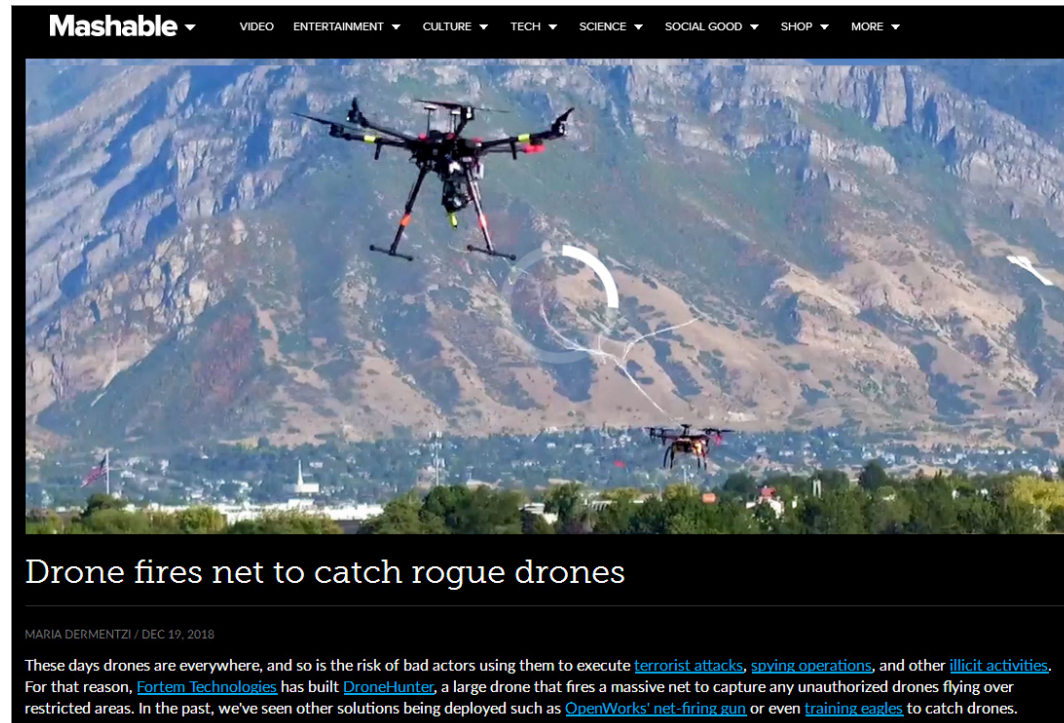 Mashable
VIDEO ENTERTAINMENT CULTURE TECH SCIENCE SOCIAL GOOD SHOP MORE
Drone fires net to catch rogue drones
MARIA DERMENTZI / DEC 19, 2018
These days drones are everywhere, and so is the risk of bad actors using them to execute terrorist attacks, spying operations, and other illicit activities.
For that reason, Fortem Technologies has built DroneHunter, a large drone that fires a massive net to capture any unauthorized drones flying over
restricted areas. In the past, we've seen other solutions being deployed such as OpenWorks' net-firing gun or even training eagles to catch drones.